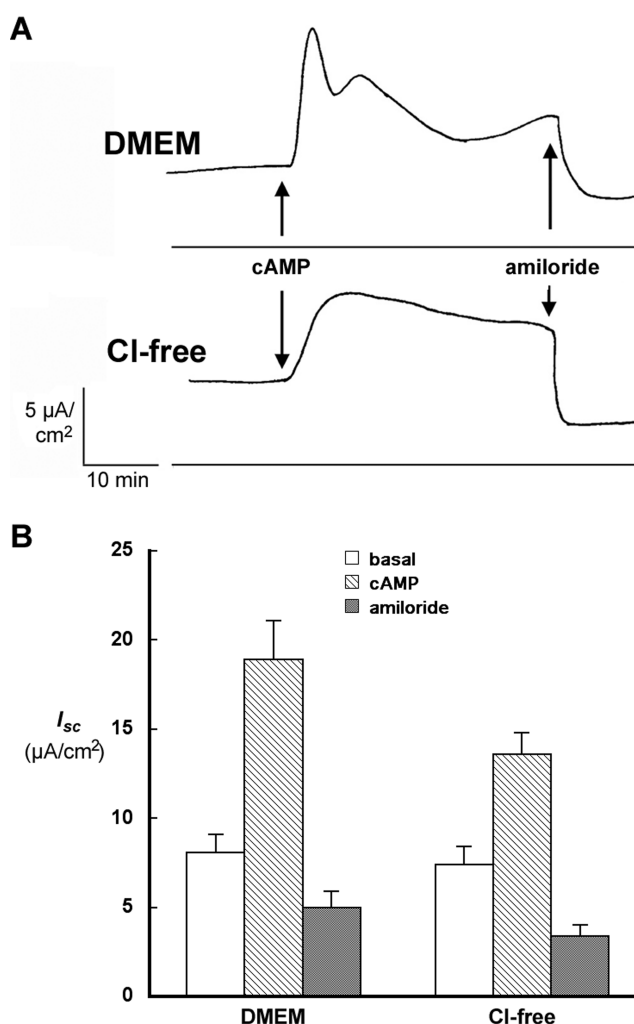 A
DMEM
cAMP
amiloride
Cl-free
5 µA/
cm²
10 min
B
25
20
15
10
5
0
basal
cAMP
amiloride
Isc
(µA/cm²)
DMEM
Cl-free